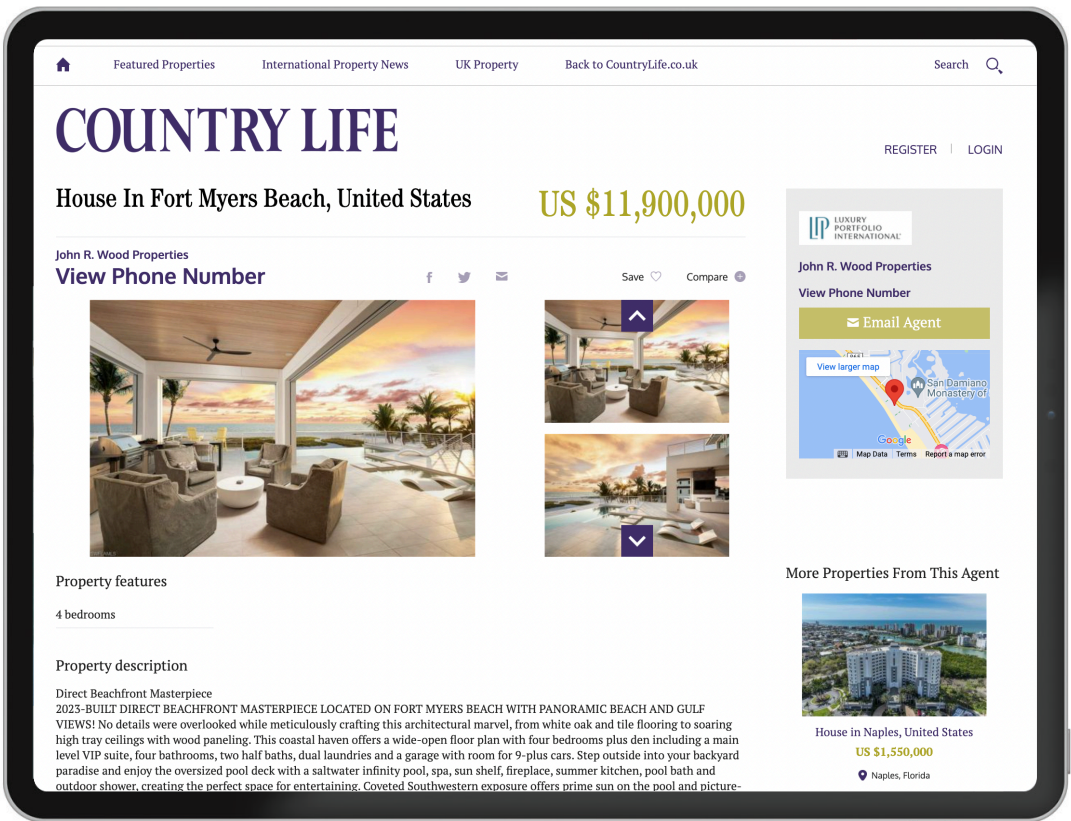 Featured Properties
International Property News
UK Property
Back to CountryLife.co.uk
Search
COUNTRY LIFE
REGISTER | LOGIN
House In Fort Myers Beach, United States
US $11,900,000
John R. Wood Properties
View Phone Number
Save
Compare
Property features
4 bedrooms
Property description
Direct Beachfront Masterpiece
2023-BUILT DIRECT BEACHFRONT MASTERPIECE LOCATED ON FORT MYERS BEACH WITH PANORAMIC BEACH AND GULF
VIEWS! No details were overlooked while meticulously crafting this architectural marvel, from white oak and tile flooring to soaring
high tray ceilings with wood paneling. This coastal haven offers a wide-open floor plan with four bedrooms plus den including a main
level VIP suite, four bathrooms, two half baths, dual laundries and a garage with room for 9-plus cars. Step outside into your backyard
paradise and enjoy the oversized pool deck with a saltwater infinity pool, spa, sun shelf, fireplace, summer kitchen, pool bath and
outdoor shower, creating the perfect space for entertaining. Coveted Southwestern exposure offers prime sun on the pool and picture-
LUXURY
PORTFOLIO
INTERNATIONAL
John R. Wood Properties
View Phone Number
Email Agent
View larger map
San Damiano
Monastery of
Google
Map Data
Terms
Report a map error
More Properties From This Agent
House in Naples, United States
US $1,550,000
Naples, Florida